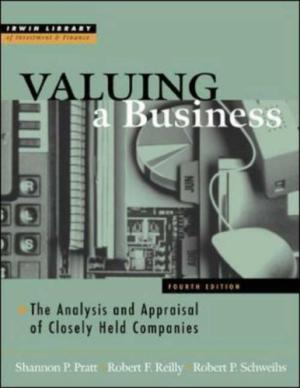 IRWIN LIBRARY
of Investment & Finance
VALUING
a Business
JUN
FOURTH EDITION
The Analysis and Appraisal
of Closely Held Companies
Shannon P. Pratt Robert F. Reilly Robert P. Schweihs